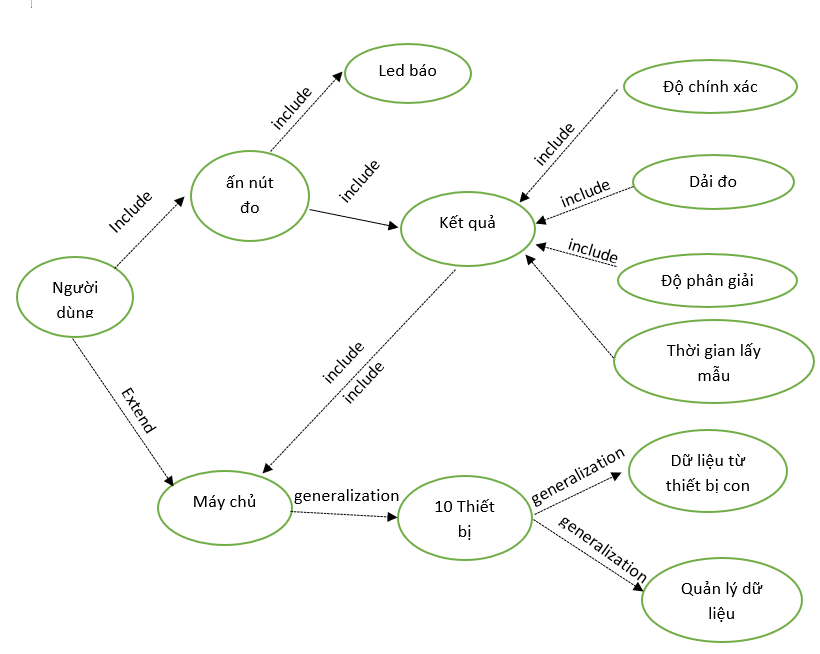 Led báo
include
Độ chính xác
include
ấn nút
đo
include
include
Dải đo
Include
Kết quả
include
Độ phân giải
Người
dùng
Thời gian lấy
mẫu
include
include
Extend
Máy chủ
generalization
10 Thiết
bị
generalization
Dữ liệu từ
thiết bị con
generalization
Quản lý dữ
liệu